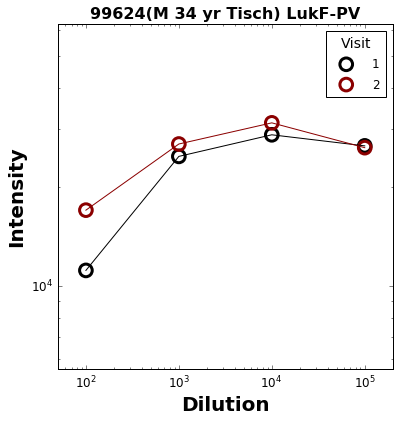 99624(M 34 yr Tisch) LukF-PV
Visit
1
2
Intensity
10^4
10^2 10^3 10^4 10^5
Dilution